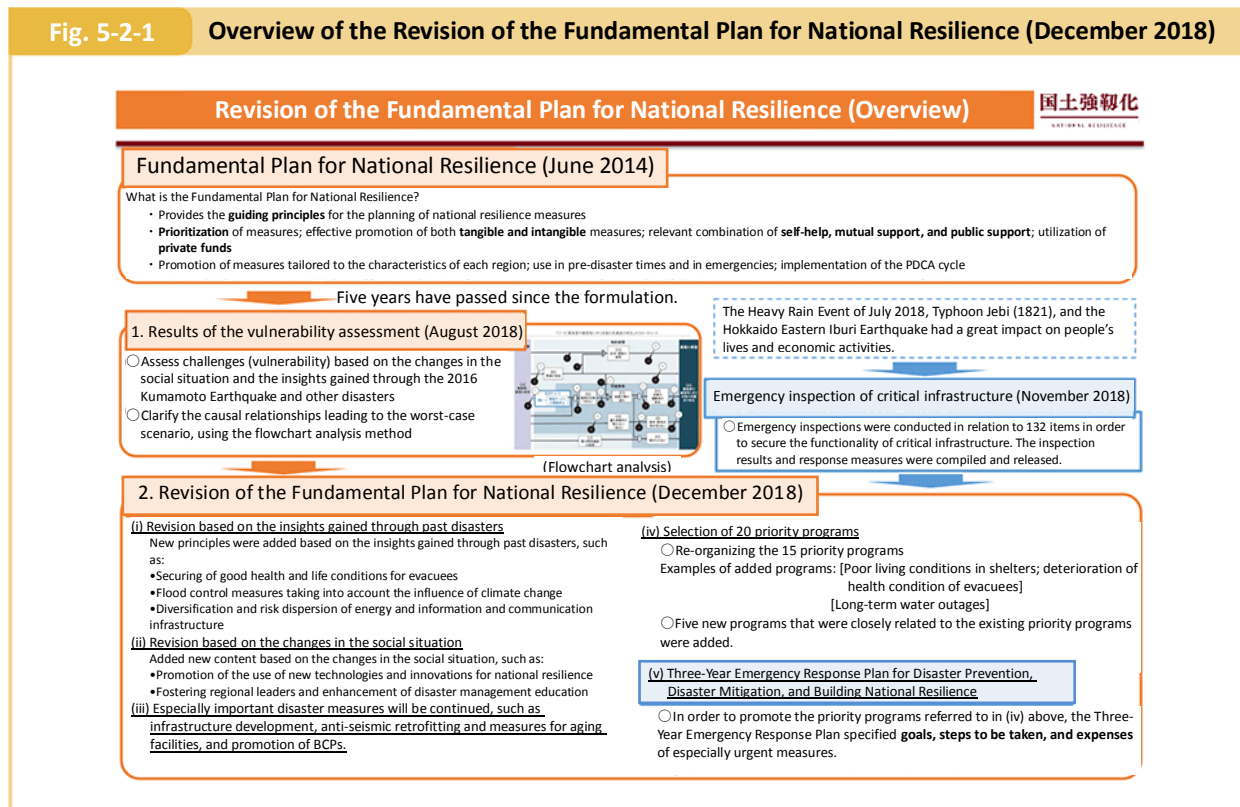 Fig. 5-2-1
Overview of the Revision of the Fundamental Plan for National Resilience (December 2018)
Revision of the Fundamental Plan for National Resilience (Overview)
国土強靱化
NATIONAL RESILIENCE
Fundamental Plan for National Resilience (June 2014)
What is the Fundamental Plan for National Resilience?
・Provides the guiding principles for the planning of national resilience measures
・Prioritization of measures; effective promotion of both tangible and intangible measures; relevant combination of self-help, mutual support, and public support; utilization of
private funds
・Promotion of measures tailored to the characteristics of each region; use in pre-disaster times and in emergencies; implementation of the PDCA cycle
Five years have passed since the formulation.
1. Results of the vulnerability assessment (August 2018)
○Assess challenges (vulnerability) based on the changes in the
social situation and the insights gained through the 2016
Kumamoto Earthquake and other disasters
○Clarify the causal relationships leading to the worst-case
scenario, using the flowchart analysis method
(Flowchart analysis)
The Heavy Rain Event of July 2018, Typhoon Jebi (1821), and the
Hokkaido Eastern Iburi Earthquake had a great impact on people's
lives and economic activities.
Emergency inspection of critical infrastructure (November 2018)
○Emergency inspections were conducted in relation to 132 items in order
to secure the functionality of critical infrastructure. The inspection
results and response measures were compiled and released.
2. Revision of the Fundamental Plan for National Resilience (December 2018)
(i) Revision based on the insights gained through past disasters
New principles were added based on the insights gained through past disasters, such
as:
•Securing of good health and life conditions for evacuees
•Flood control measures taking into account the influence of climate change
•Diversification and risk dispersion of energy and information and communication
infrastructure
(ii) Revision based on the changes in the social situation
Added new content based on the changes in the social situation, such as:
•Promotion of the use of new technologies and innovations for national resilience
•Fostering regional leaders and enhancement of disaster management education
(iii) Especially important disaster measures will be continued, such as
infrastructure development, anti-seismic retrofitting and measures for aging
facilities, and promotion of BCPs.
(iv) Selection of 20 priority programs
○Re-organizing the 15 priority programs
Examples of added programs: [Poor living conditions in shelters; deterioration of
health condition of evacuees]
[Long-term water outages]
○Five new programs that were closely related to the existing priority programs
were added.
(v) Three-Year Emergency Response Plan for Disaster Prevention,
Disaster Mitigation, and Building National Resilience
○In order to promote the priority programs referred to in (iv) above, the Three-
Year Emergency Response Plan specified goals, steps to be taken, and expenses
of especially urgent measures.